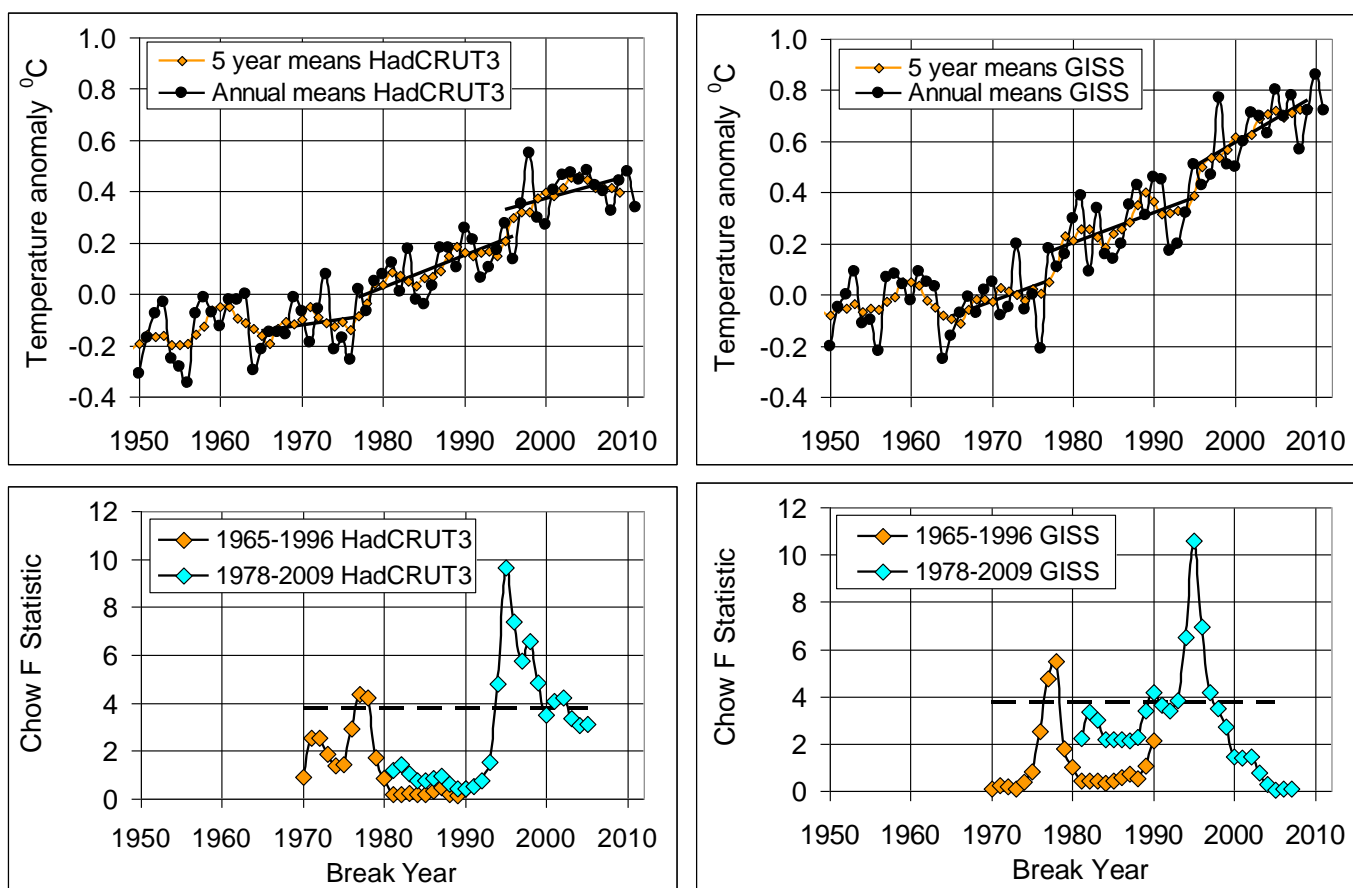 Temperature anomaly ⁰C
1.0
0.8
0.6
0.4
0.2
0.0
-0.2
-0.4
5 year means HadCRUT3
Annual means HadCRUT3
1950 1960 1970 1980 1990 2000 2010
Temperature anomaly ⁰C
1.0
0.8
0.6
0.4
0.2
0.0
-0.2
-0.4
5 year means GISS
Annual means GISS
1950 1960 1970 1980 1990 2000 2010
Chow F Statistic
12
10
8
6
4
2
0
1965-1996 HadCRUT3
1978-2009 HadCRUT3
1950 1960 1970 1980 1990 2000 2010
Break Year
Chow F Statistic
12
10
8
6
4
2
0
1965-1996 GISS
1978-2009 GISS
1950 1960 1970 1980 1990 2000 2010
Break Year